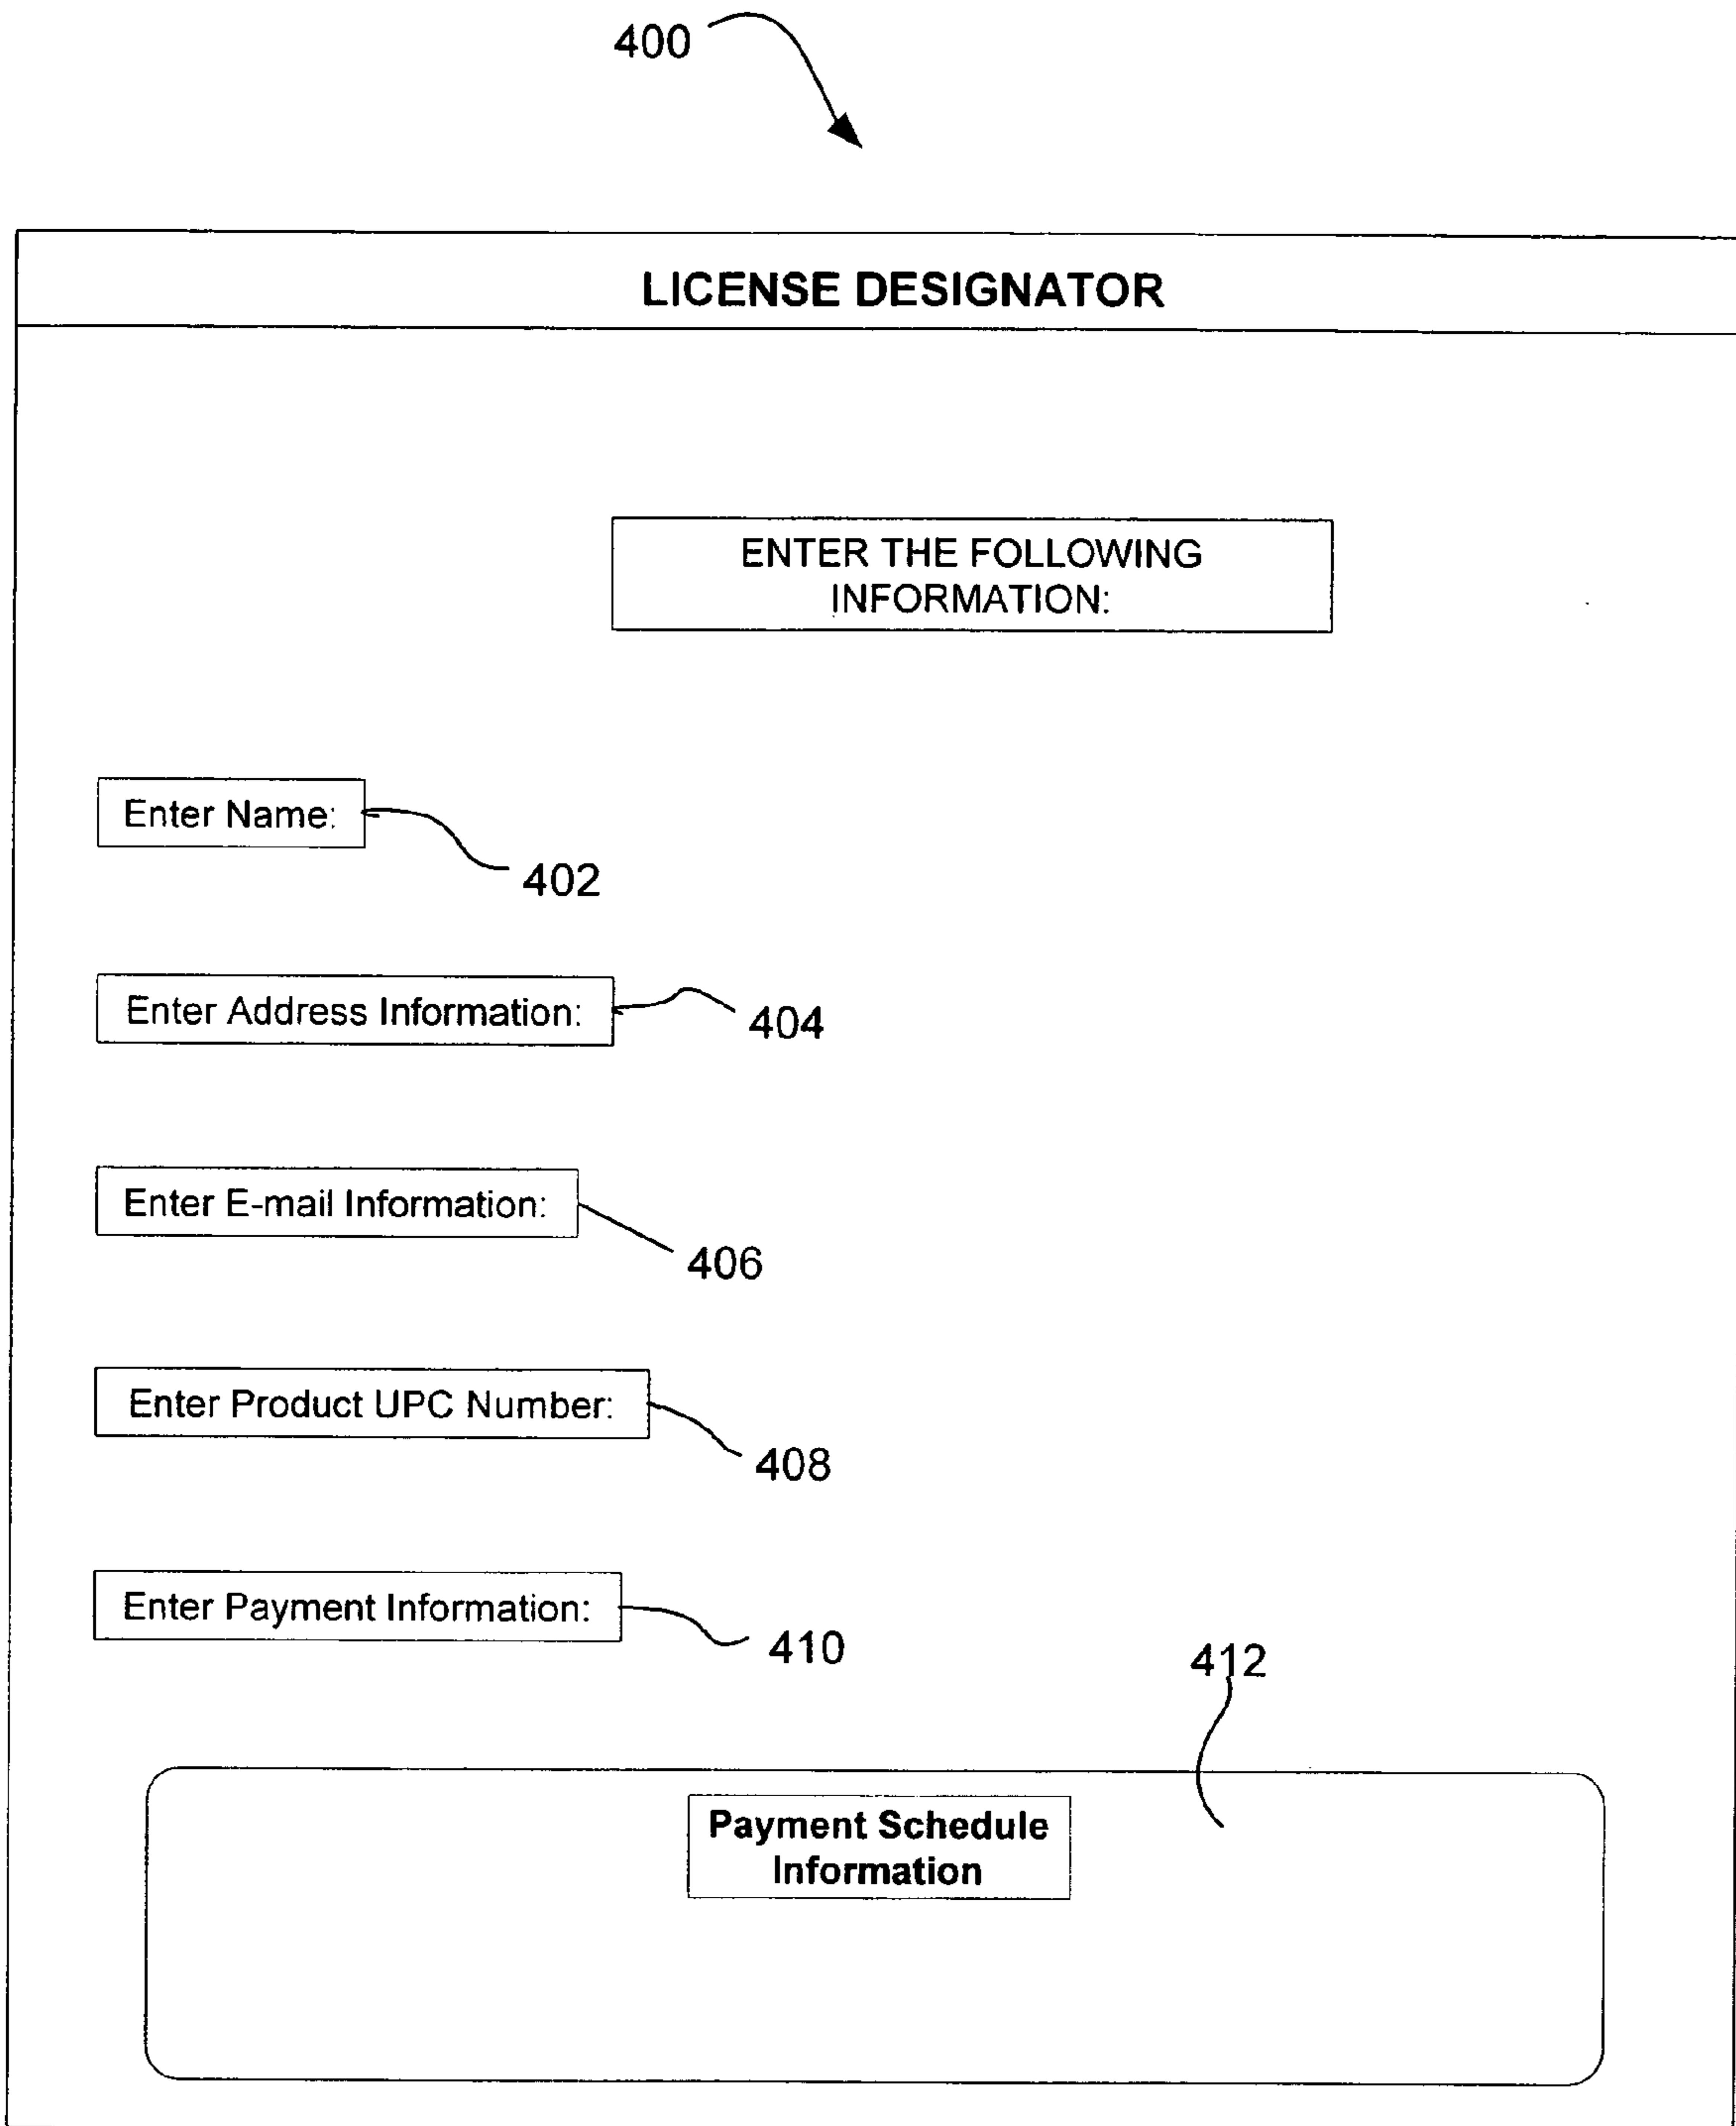 400
LICENSE DESIGNATOR
ENTER THE FOLLOWING
INFORMATION:
Enter Name:
402
Enter Address Information:
404
Enter E-mail Information:
406
Enter Product UPC Number:
408
Enter Payment Information:
410
412
Payment Schedule
Information